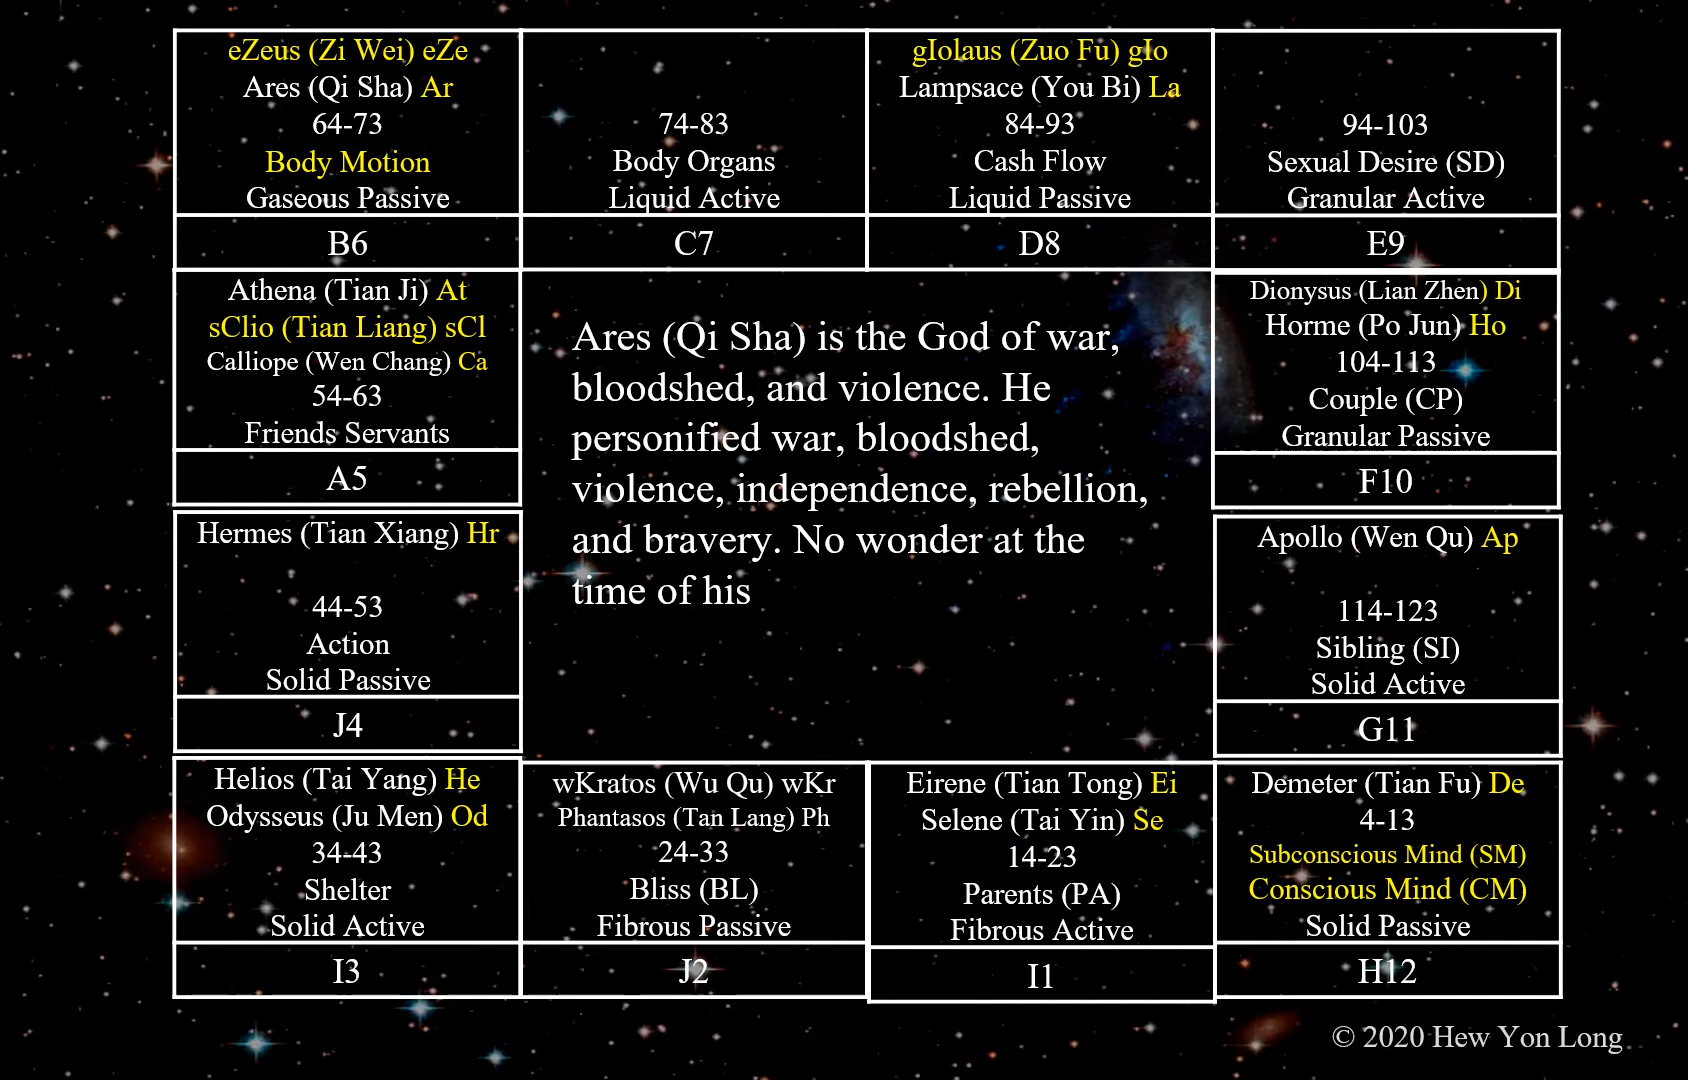 eZeus (Zi Wei) eZe
Ares (Qi Sha) Ar
64-73
Body Motion
Gaseous Passive
B6
74-83
Body Organs
Liquid Active
C7
gIolaus (Zuo Fu) gIo
Lampsace (You Bi) La
84-93
Cash Flow
Liquid Passive
D8
94-103
Sexual Desire (SD)
Granular Active
E9
Athena (Tian Ji) At
sClio (Tian Liang) sCl
Calliope (Wen Chang) Ca
54-63
Friends Servants
A5
Ares (Qi Sha) is the God of war,
bloodshed, and violence. He
personified war, bloodshed,
violence, independence, rebellion,
and bravery. No wonder at the
time of his
Dionysus (Lian Zhen) Di
Horme (Po Jun) Ho
104-113
Couple (CP)
Granular Passive
F10
Hermes (Tian Xiang) Hr
44-53
Action
Solid Passive
J4
Apollo (Wen Qu) Ap
114-123
Sibling (SI)
Solid Active
G11
Helios (Tai Yang) He
Odysseus (Ju Men) Od
34-43
Shelter
Solid Active
I3
wKratos (Wu Qu) wKr
Phantasos (Tan Lang) Ph
24-33
Bliss (BL)
Fibrous Passive
J2
Eirene (Tian Tong) Ei
Selene (Tai Yin) Se
14-23
Parents (PA)
Fibrous Active
I1
Demeter (Tian Fu) De
4-13
Subconscious Mind (SM)
Conscious Mind (CM)
Solid Passive
H12
© 2020 Hew Yon Long